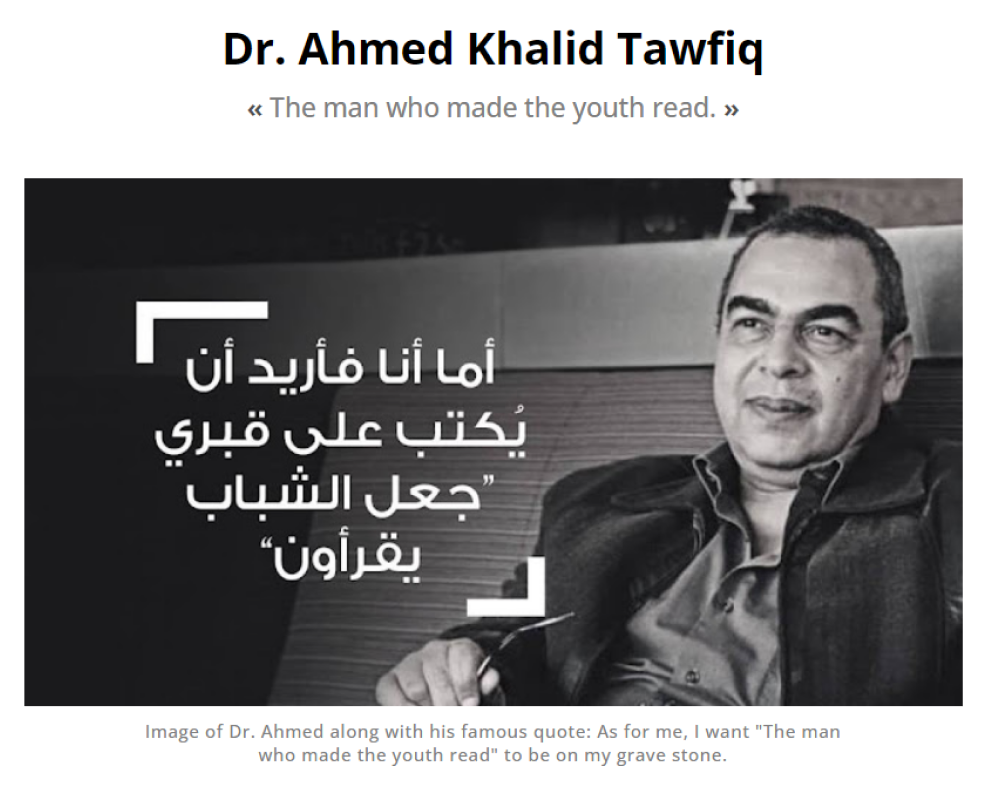 Dr. Ahmed Khalid Tawfiq
« The man who made the youth read. »
أما أنا فأريد أن
يُكتب على قبري
”جعل الشباب
يقرأون“
Image of Dr. Ahmed along with his famous quote: As for me, I want "The man
who made the youth read" to be on my grave stone.